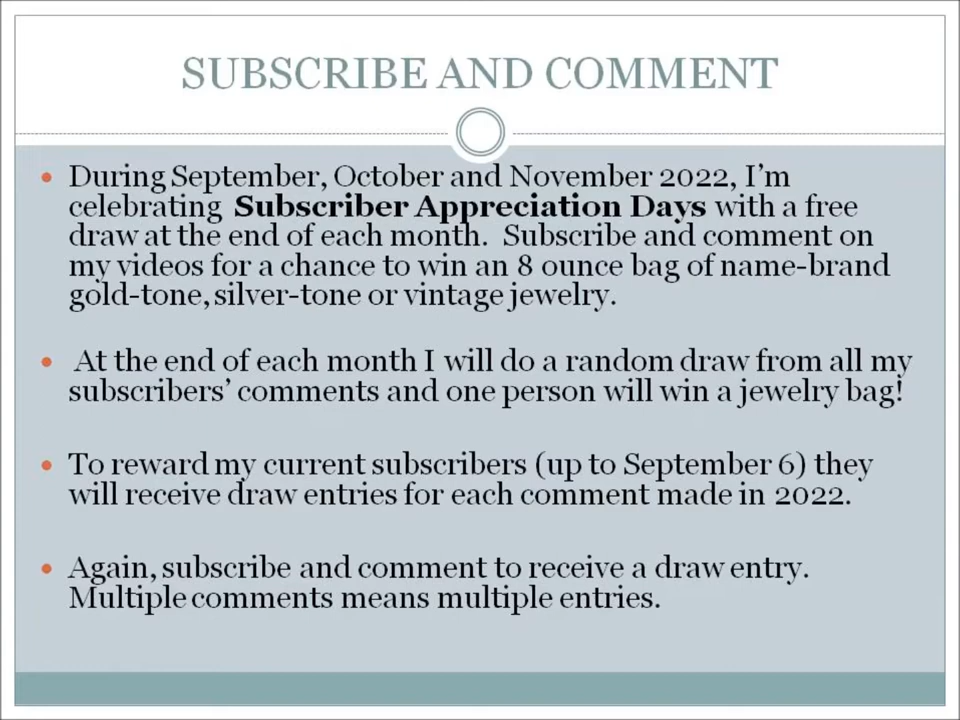 SUBSCRIBE AND COMMENT
• During September, October and November 2022, I’m
celebrating Subscriber Appreciation Days with a free
draw at the end of each month. Subscribe and comment on
my videos for a chance to win an 8 ounce bag of name-brand
gold-tone, silver-tone or vintage jewelry.
• At the end of each month I will do a random draw from all my
subscribers’ comments and one person will win a jewelry bag!
• To reward my current subscribers (up to September 6) they
will receive draw entries for each comment made in 2022.
• Again, subscribe and comment to receive a draw entry.
Multiple comments means multiple entries.